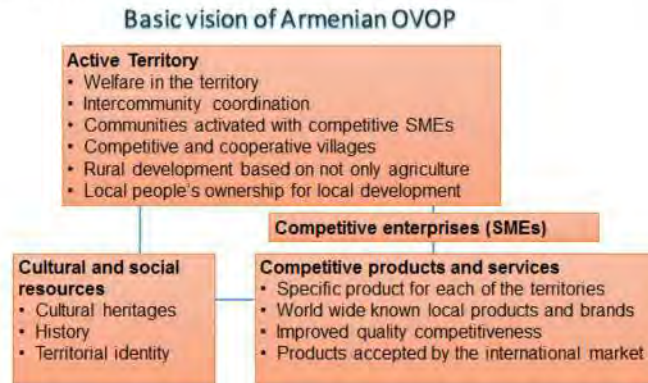 Basic vision of Armenian OVOP
Active Territory
• Welfare in the territory
• Intercommunity coordination
• Communities activated with competitive SMEs
• Competitive and cooperative villages
• Rural development based on not only agriculture
• Local people's ownership for local development
Competitive enterprises (SMEs)
Cultural and social
resources
• Cultural heritages
• History
• Territorial identity
Competitive products and services
• Specific product for each of the territories
• World wide known local products and brands
• Improved quality competitiveness
• Products accepted by the international market